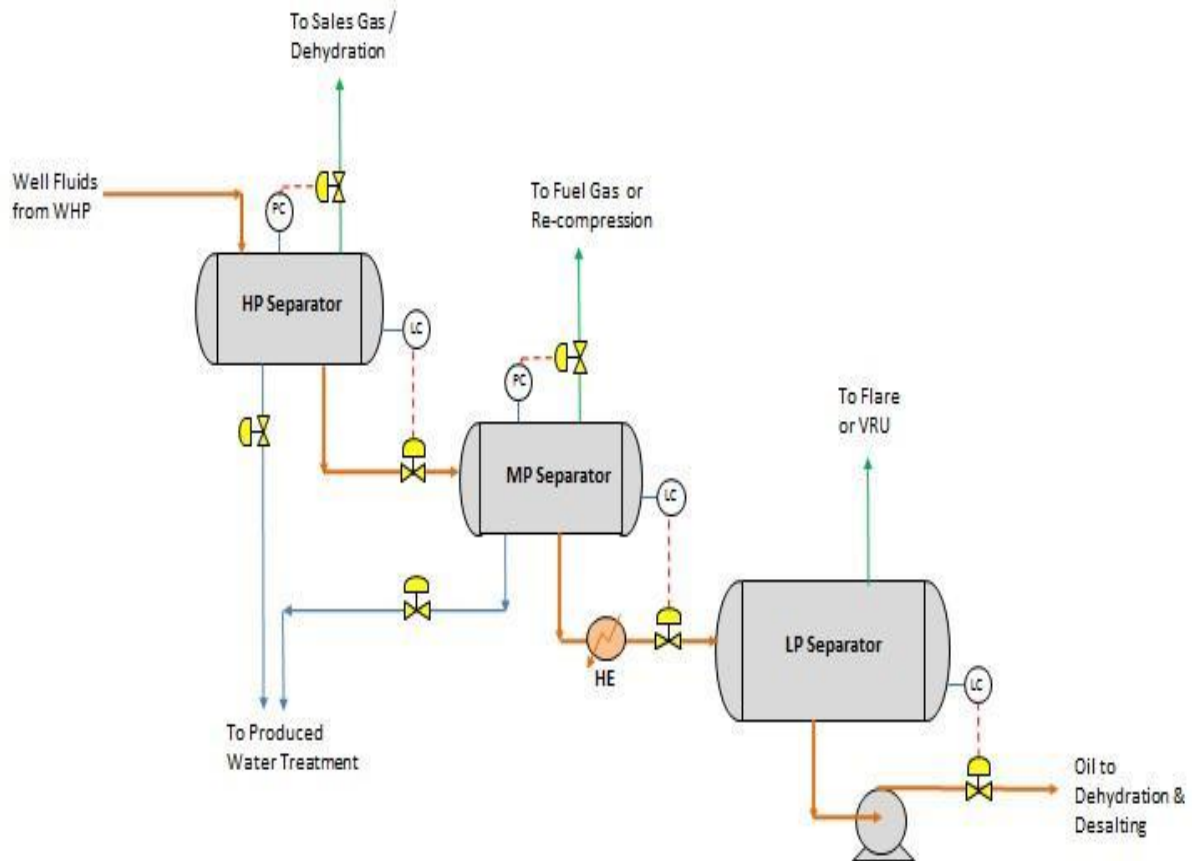 To Sales Gas /
Dehydration
Well Fluids
from WHP
PC
To Fuel Gas or
Re-compression
HP Separator
LC
PC
To Flare
or VRU
MP Separator
LC
LP Separator
HE
LC
To Produced
Water Treatment
Oil to
Dehydration &
Desalting